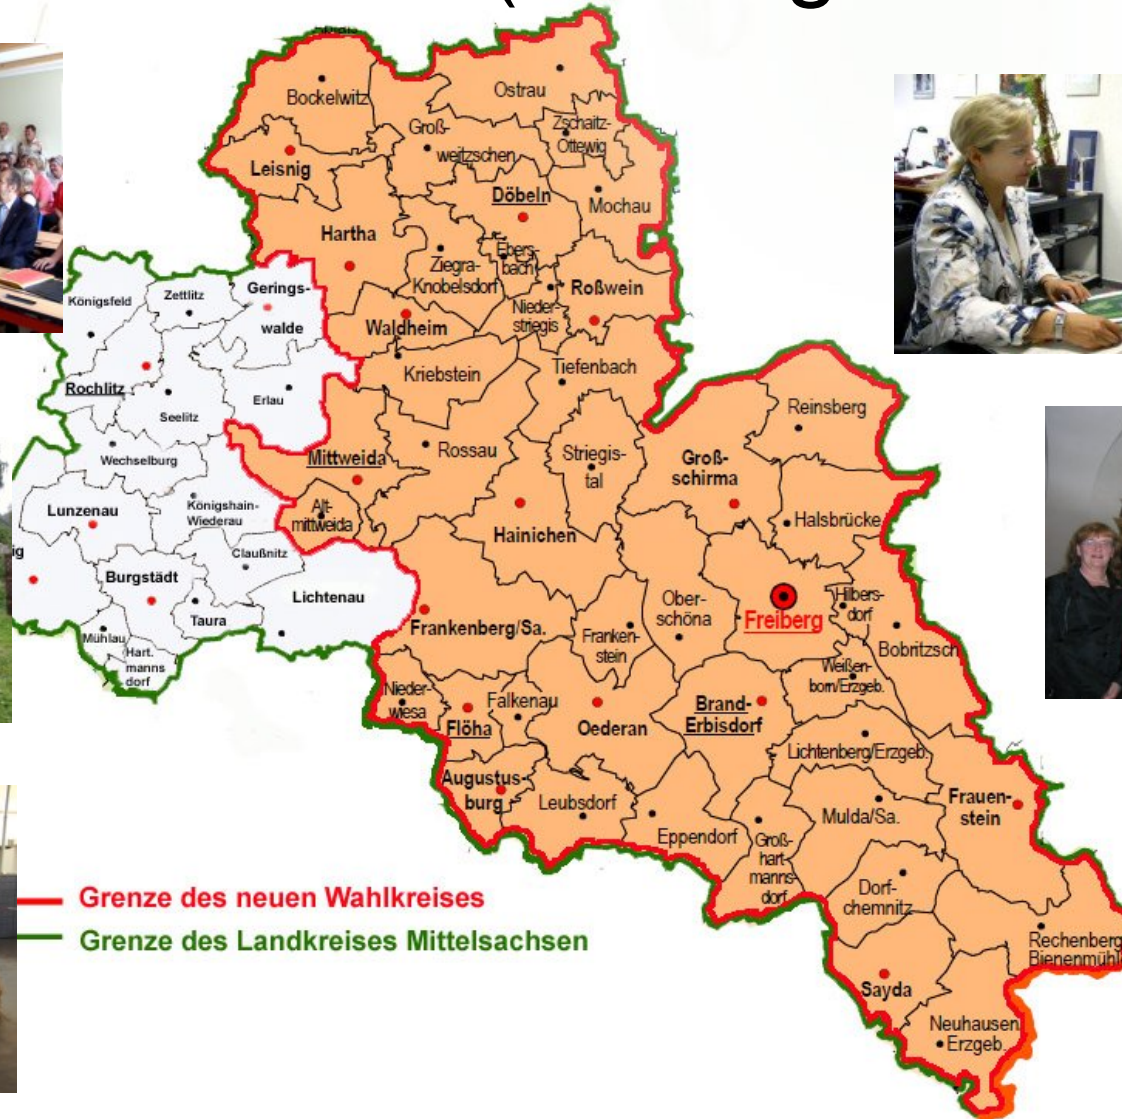 (
g
Bockelwitz
Ostrau
Groß-
weitzschen
Zschaitz-
Ottewig
Leisnig
Döbeln
Mochau
Hartha
Ziegra-
Knobelsdorf
Ebers-
bach
Roßwein
Nieder-
striegis
Waldheim
Königsfeld
Zettlitz
Gerings-
walde
Kriebstein
Tiefenbach
Rochlitz
Seelitz
Erlau
Reinsberg
Wechselburg
Mittweida
Rossau
Striegis-
tal
Groß-
schirma
Lunzenau
Königshain-
Wiederau
Alt-
mittweida
Hainichen
Halsbrücke
ig
Claußnitz
Burgstädt
Lichtenau
Taura
Mühlau
Hart.
manns
dorf
Frankenberg/Sa.
Franken-
stein
Ober-
schöna
Freiberg
Hilbers-
dorf
Bobritzsch
Weißen-
born/Erzgeb.
Nieder-
wiesa
Flöha
Falkenau
Oederan
Brand-
Erbisdorf
Lichtenberg/Erzgeb.
Augustus-
burg
Leubsdorf
Eppendorf
Groß-
hart-
manns-
dorf
Mulda/Sa.
Frauen-
stein
Dorf-
chemnitz
Rechenberg
Bienenmühle
Sayda
Neuhausen
Erzgeb.
Grenze des neuen Wahlkreises
Grenze des Landkreises Mittelsachsen